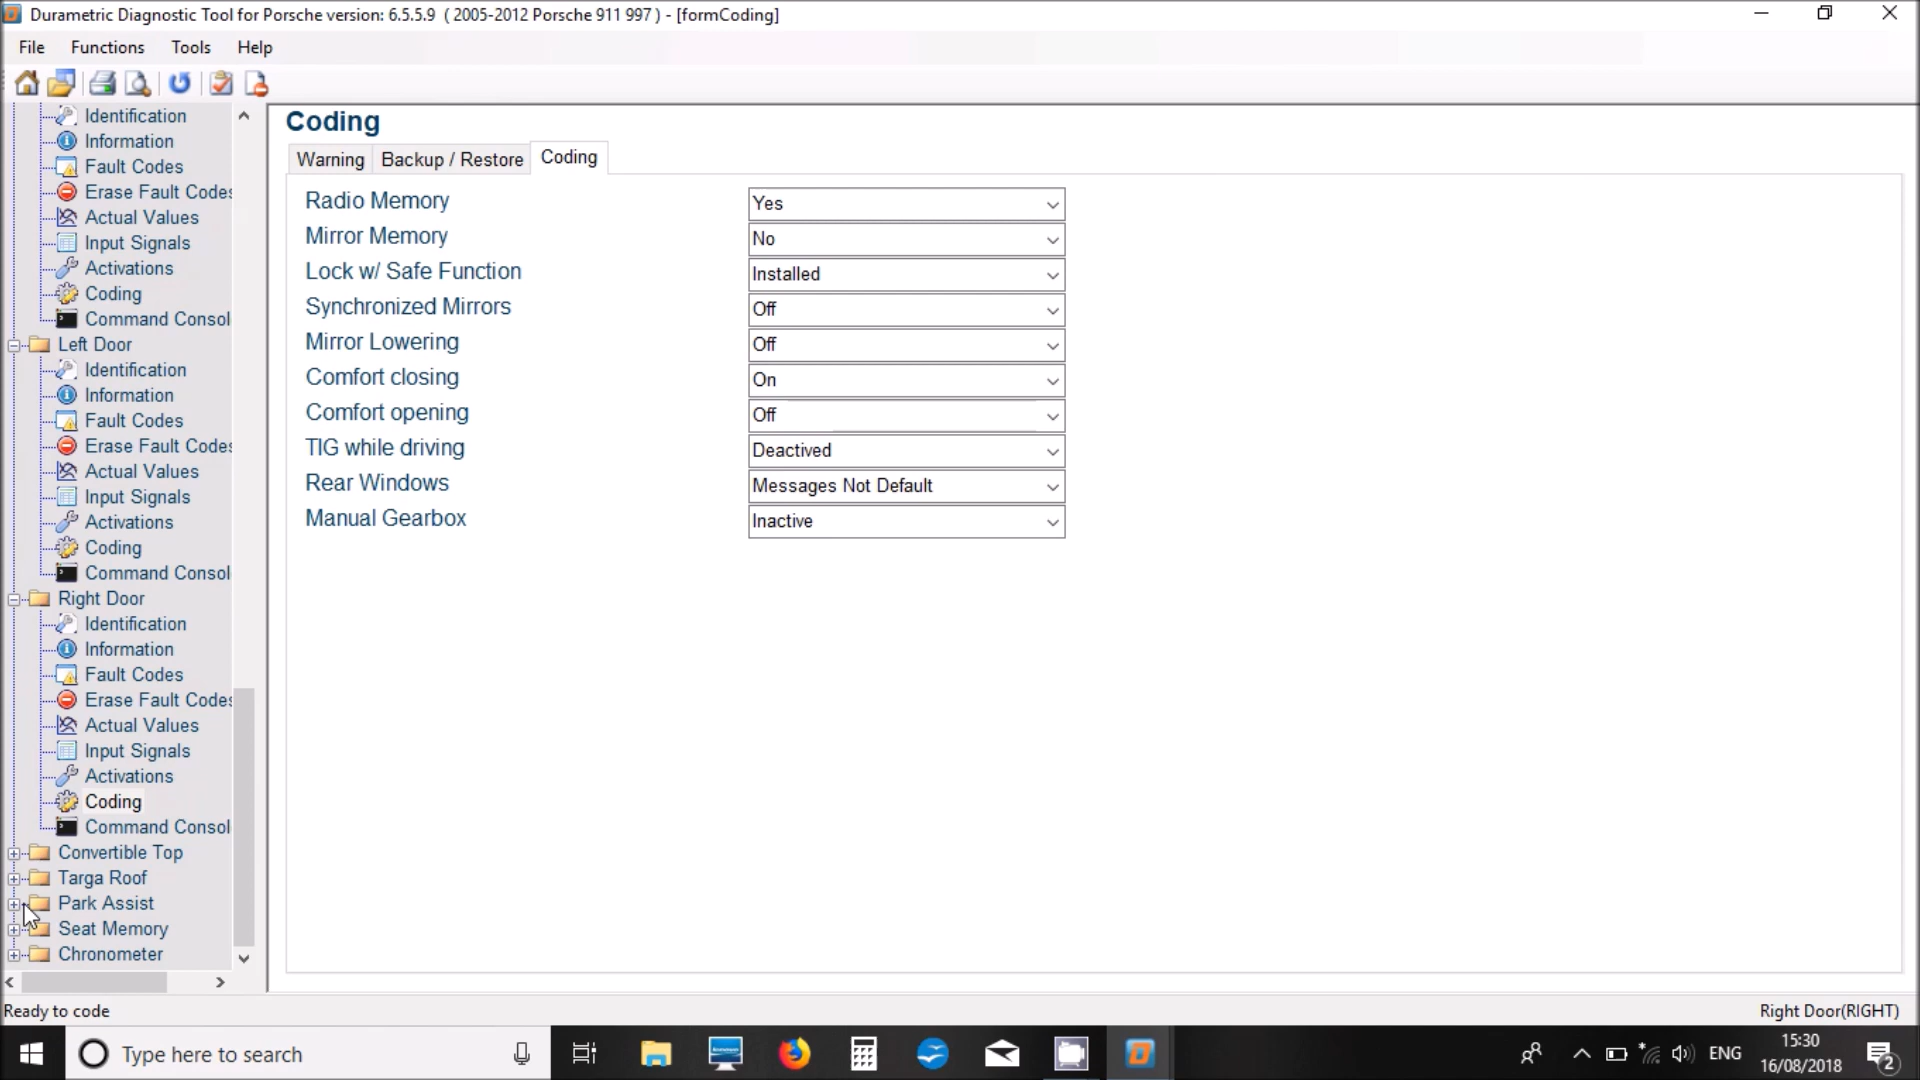 Durametric Diagnostic Tool for Porsche version: 6.5.5.9 ( 2005-2012 Porsche 911 997 ) - [formCoding]
File Functions Tools Help
Identification
Information
Fault Codes
Erase Fault Codes
Actual Values
Input Signals
Activations
Coding
Command Consol
Left Door
Identification
Information
Fault Codes
Erase Fault Codes
Actual Values
Input Signals
Activations
Coding
Command Consol
Right Door
Identification
Information
Fault Codes
Erase Fault Codes
Actual Values
Input Signals
Activations
Coding
Command Consol
Convertible Top
Targa Roof
Park Assist
Seat Memory
Chronometer
Coding
Warning Backup / Restore Coding
Radio Memory Yes
Mirror Memory No
Lock w/ Safe Function Installed
Synchronized Mirrors Off
Mirror Lowering Off
Comfort closing On
Comfort opening Off
TIG while driving Deactived
Rear Windows Messages Not Default
Manual Gearbox Inactive
Ready to code Right Door(RIGHT)
Type here to search
ENG
15:30
16/08/2018
2